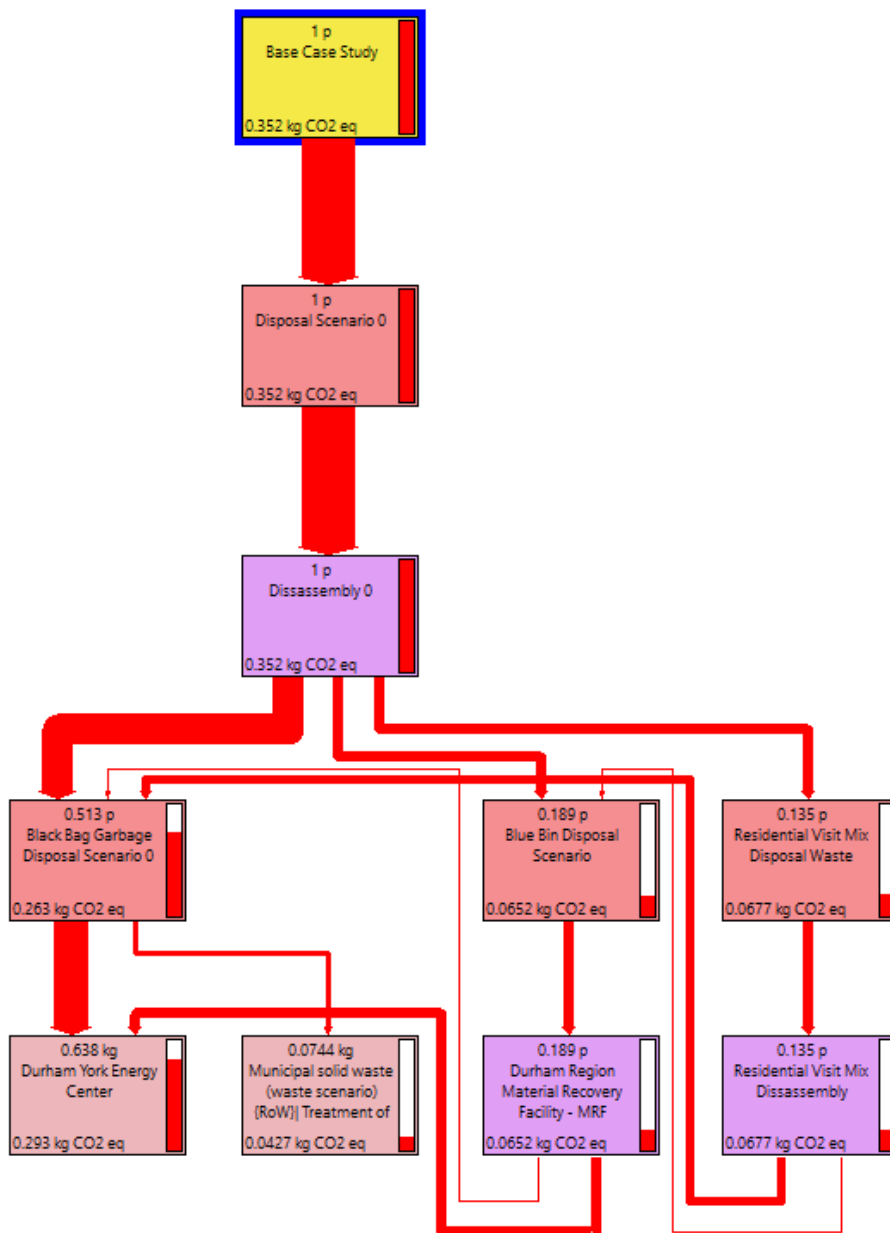 1 p
Base Case Study
0.352 kg CO2 eq
1 p
Disposal Scenario 0
0.352 kg CO2 eq
1 p
Dissassembly 0
0.352 kg CO2 eq
0.513 p
Black Bag Garbage
Disposal Scenario 0
0.263 kg CO2 eq
0.189 p
Blue Bin Disposal
Scenario
0.0652 kg CO2 eq
0.135 p
Residential Visit Mix
Disposal Waste
0.0677 kg CO2 eq
0.638 kg
Durham York Energy
Center
0.293 kg CO2 eq
0.0744 kg
Municipal solid waste
(waste scenario)
{RoW}| Treatment of
0.0427 kg CO2 eq
0.189 p
Durham Region
Material Recovery
Facility - MRF
0.0652 kg CO2 eq
0.135 p
Residential Visit Mix
Dissassembly
0.0677 kg CO2 eq